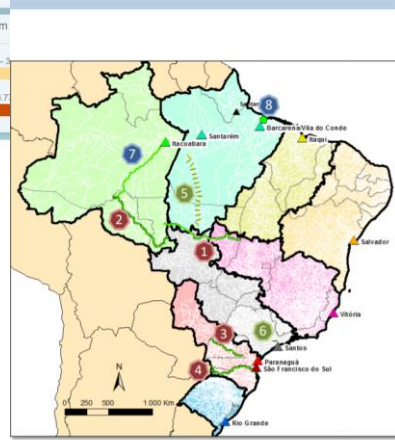 8
Barcarena/Vila do Conde
Santarém
Itacoatiara
Itaqui
7
5
2
1
Salvador
Vitória
3
6
Santos
Paranaguá
São Francisco do Sul
4
N
0 250 500 1.000 Km
Rio Grande